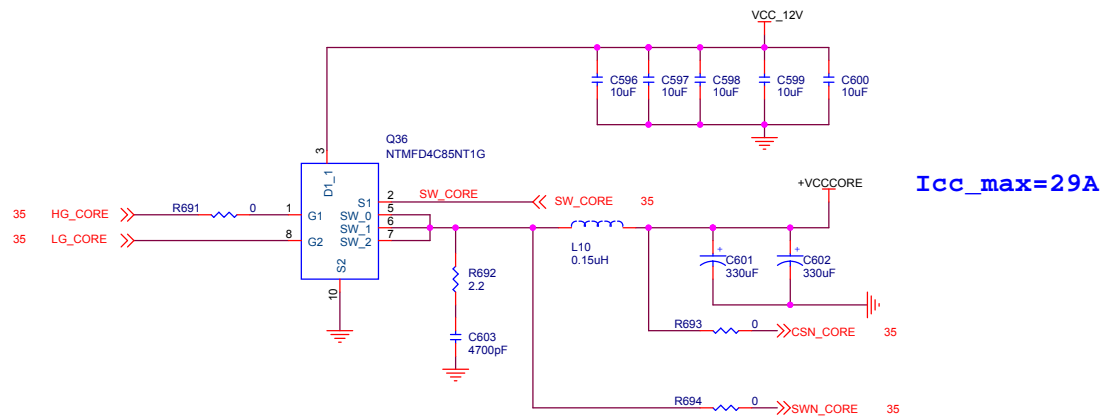 VCC_12V
C596
10uF
C597
10uF
C598
10uF
C599
10uF
C600
10uF
Q36
NTMFD4C85NT1G
3
D1_1
+VCCCORE
Icc_max=29A
35 HG_CORE R691 0 1 G1
S1 2 SW_CORE SW_CORE 35
SW_0 5
SW_1 6
SW_2 7
35 LG_CORE 8 G2
S2
10
L10
0.15uH
C601
330uF
C602
330uF
R692
2.2
C603
4700pF
R693 0 CSN_CORE 35
R694 0 SWN_CORE 35